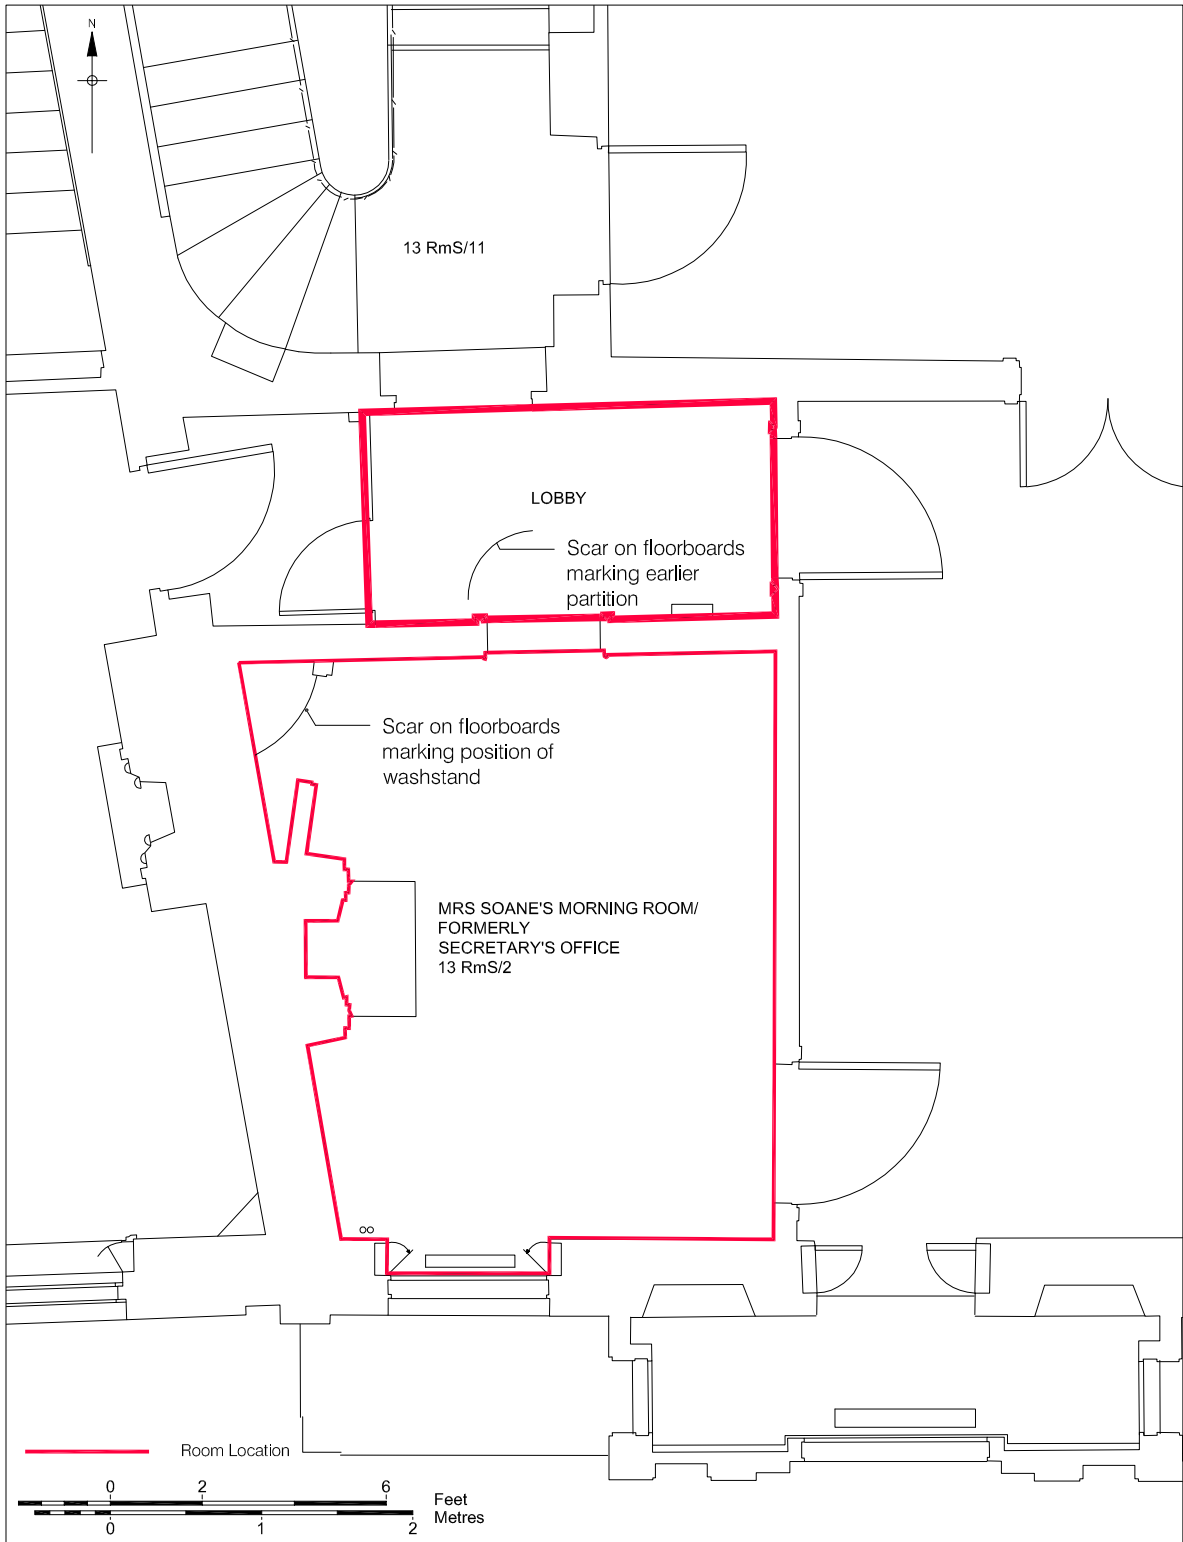 N
13 RmS/11
LOBBY
Scar on floorboards
marking earlier
partition
Scar on floorboards
marking position of
washstand
MRS SOANE'S MORNING ROOM/
FORMERLY
SECRETARY'S OFFICE
13 RmS/2
Room Location
0 2 6
Feet
Metres
0 1 2